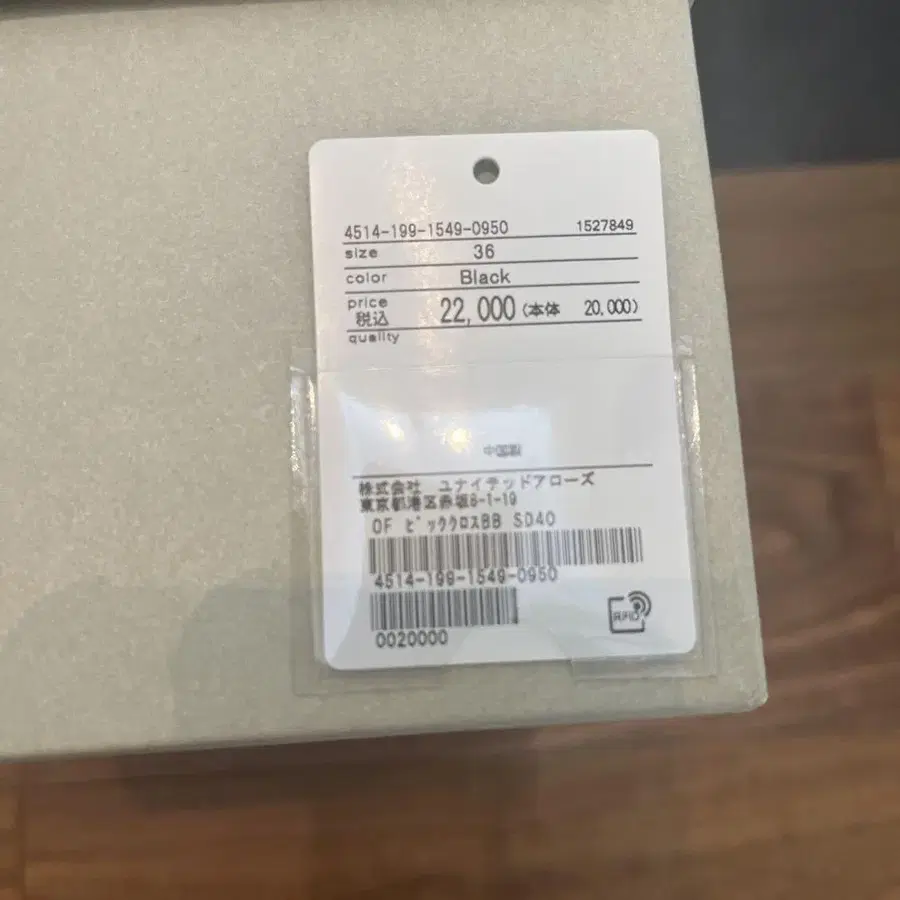 4514-199-1549-0950 1527849
size 36
color Black
price
税込 22,000 (本体 20,000)
quality
中国製
株式会社 ユナイテッドアローズ
東京都港区赤坂8-1-19
OF ビッククロスBB SD40
4514-199-1549-0950
0020000
RFID